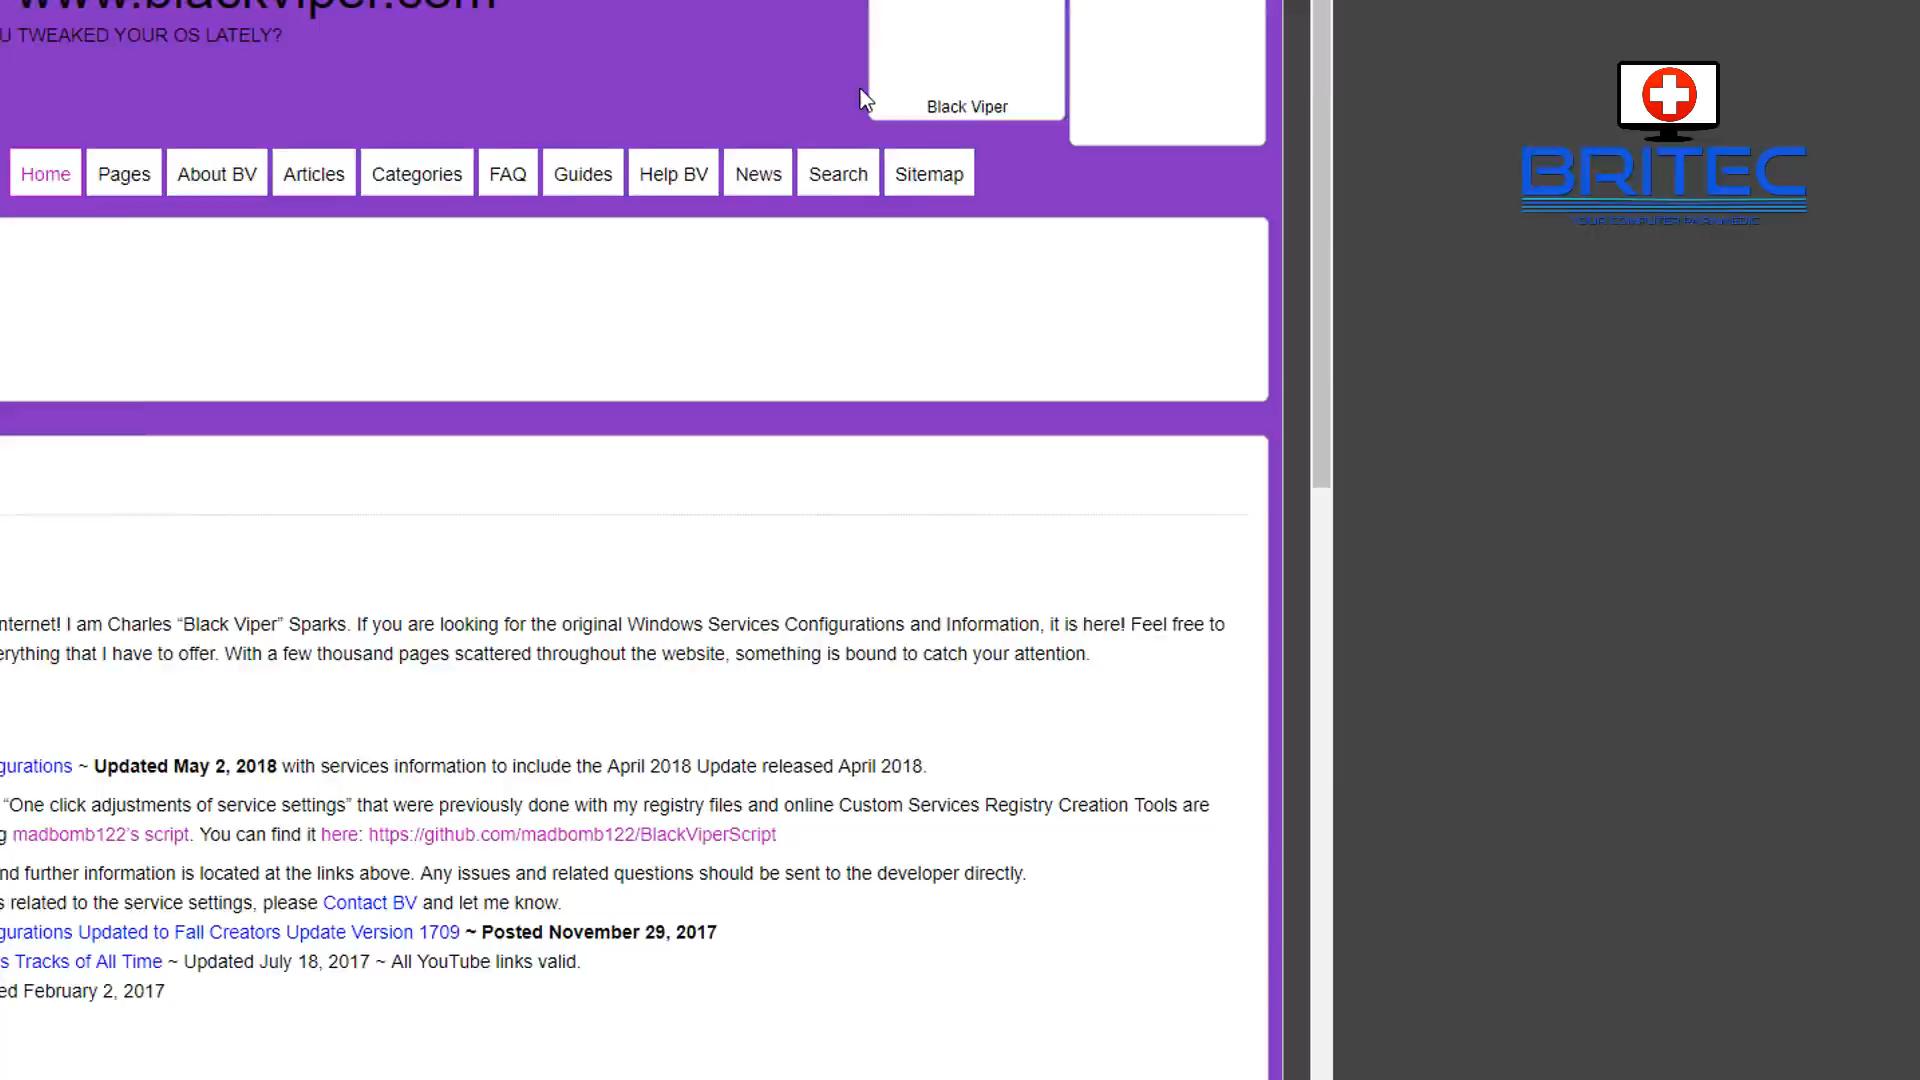 www.blackviper.com
U TWEAKED YOUR OS LATELY?
Black Viper
Home Pages About BV Articles Categories FAQ Guides Help BV News Search Sitemap
BRITEC
YOUR COMPUTER PARAMEDIC
nternet! I am Charles “Black Viper” Sparks. If you are looking for the original Windows Services Configurations and Information, it is here! Feel free to
erything that I have to offer. With a few thousand pages scattered throughout the website, something is bound to catch your attention.
gurations ~ Updated May 2, 2018 with services information to include the April 2018 Update released April 2018.
“One click adjustments of service settings” that were previously done with my registry files and online Custom Services Registry Creation Tools are
g madbomb122’s script. You can find it here: https://github.com/madbomb122/BlackViperScript
nd further information is located at the links above. Any issues and related questions should be sent to the developer directly.
s related to the service settings, please Contact BV and let me know.
gurations Updated to Fall Creators Update Version 1709 ~ Posted November 29, 2017
s Tracks of All Time ~ Updated July 18, 2017 ~ All YouTube links valid.
ed February 2, 2017